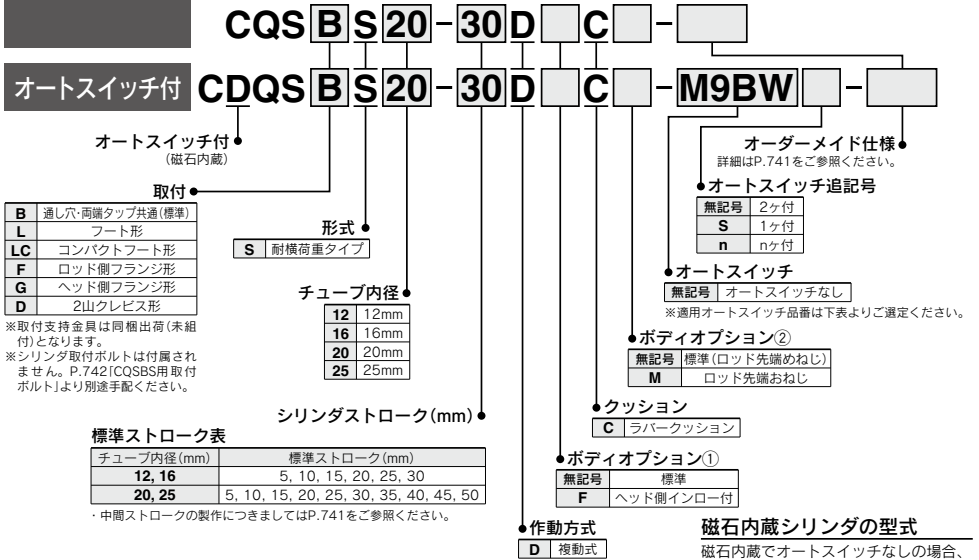 CQS B S 20 - 30 D C -
オートスイッチ付 CDQS B S 20 - 30 D C - M9BW -
オートスイッチ付
(磁石内蔵)
取付
B 通し穴・両端タップ共通(標準)
L フート形
LC コンパクトフート形
F ロッド側フランジ形
G ヘッド側フランジ形
D 2山クレビス形
※取付支持金具は同梱出荷(未組
付)となります。
※シリンダ取付ボルトは付属され
ません。P.742「CQSBS用取付
ボルト」より別途手配ください。
形式
S 耐横荷重タイプ
チューブ内径
12 12mm
16 16mm
20 20mm
25 25mm
シリンダストローク(mm)
標準ストローク表
チューブ内径(mm) 標準ストローク(mm)
12, 16 5, 10, 15, 20, 25, 30
20, 25 5, 10, 15, 20, 25, 30, 35, 40, 45, 50
・中間ストロークの製作につきましてはP.741をご参照ください。
作動方式
D 複動式
ボディオプション①
無記号 標準
F ヘッド側インロー付
クッション
C ラバークッション
ボディオプション②
無記号 標準(ロッド先端めねじ)
M ロッド先端おねじ
オートスイッチ
無記号 オートスイッチなし
※適用オートスイッチ品番は下表よりご選定ください。
オートスイッチ追記号
無記号 2ヶ付
S 1ヶ付
n nヶ付
オーダーメイド仕様
詳細はP.741をご参照ください。
磁石内蔵シリンダの型式
磁石内蔵でオートスイッチなしの場合、